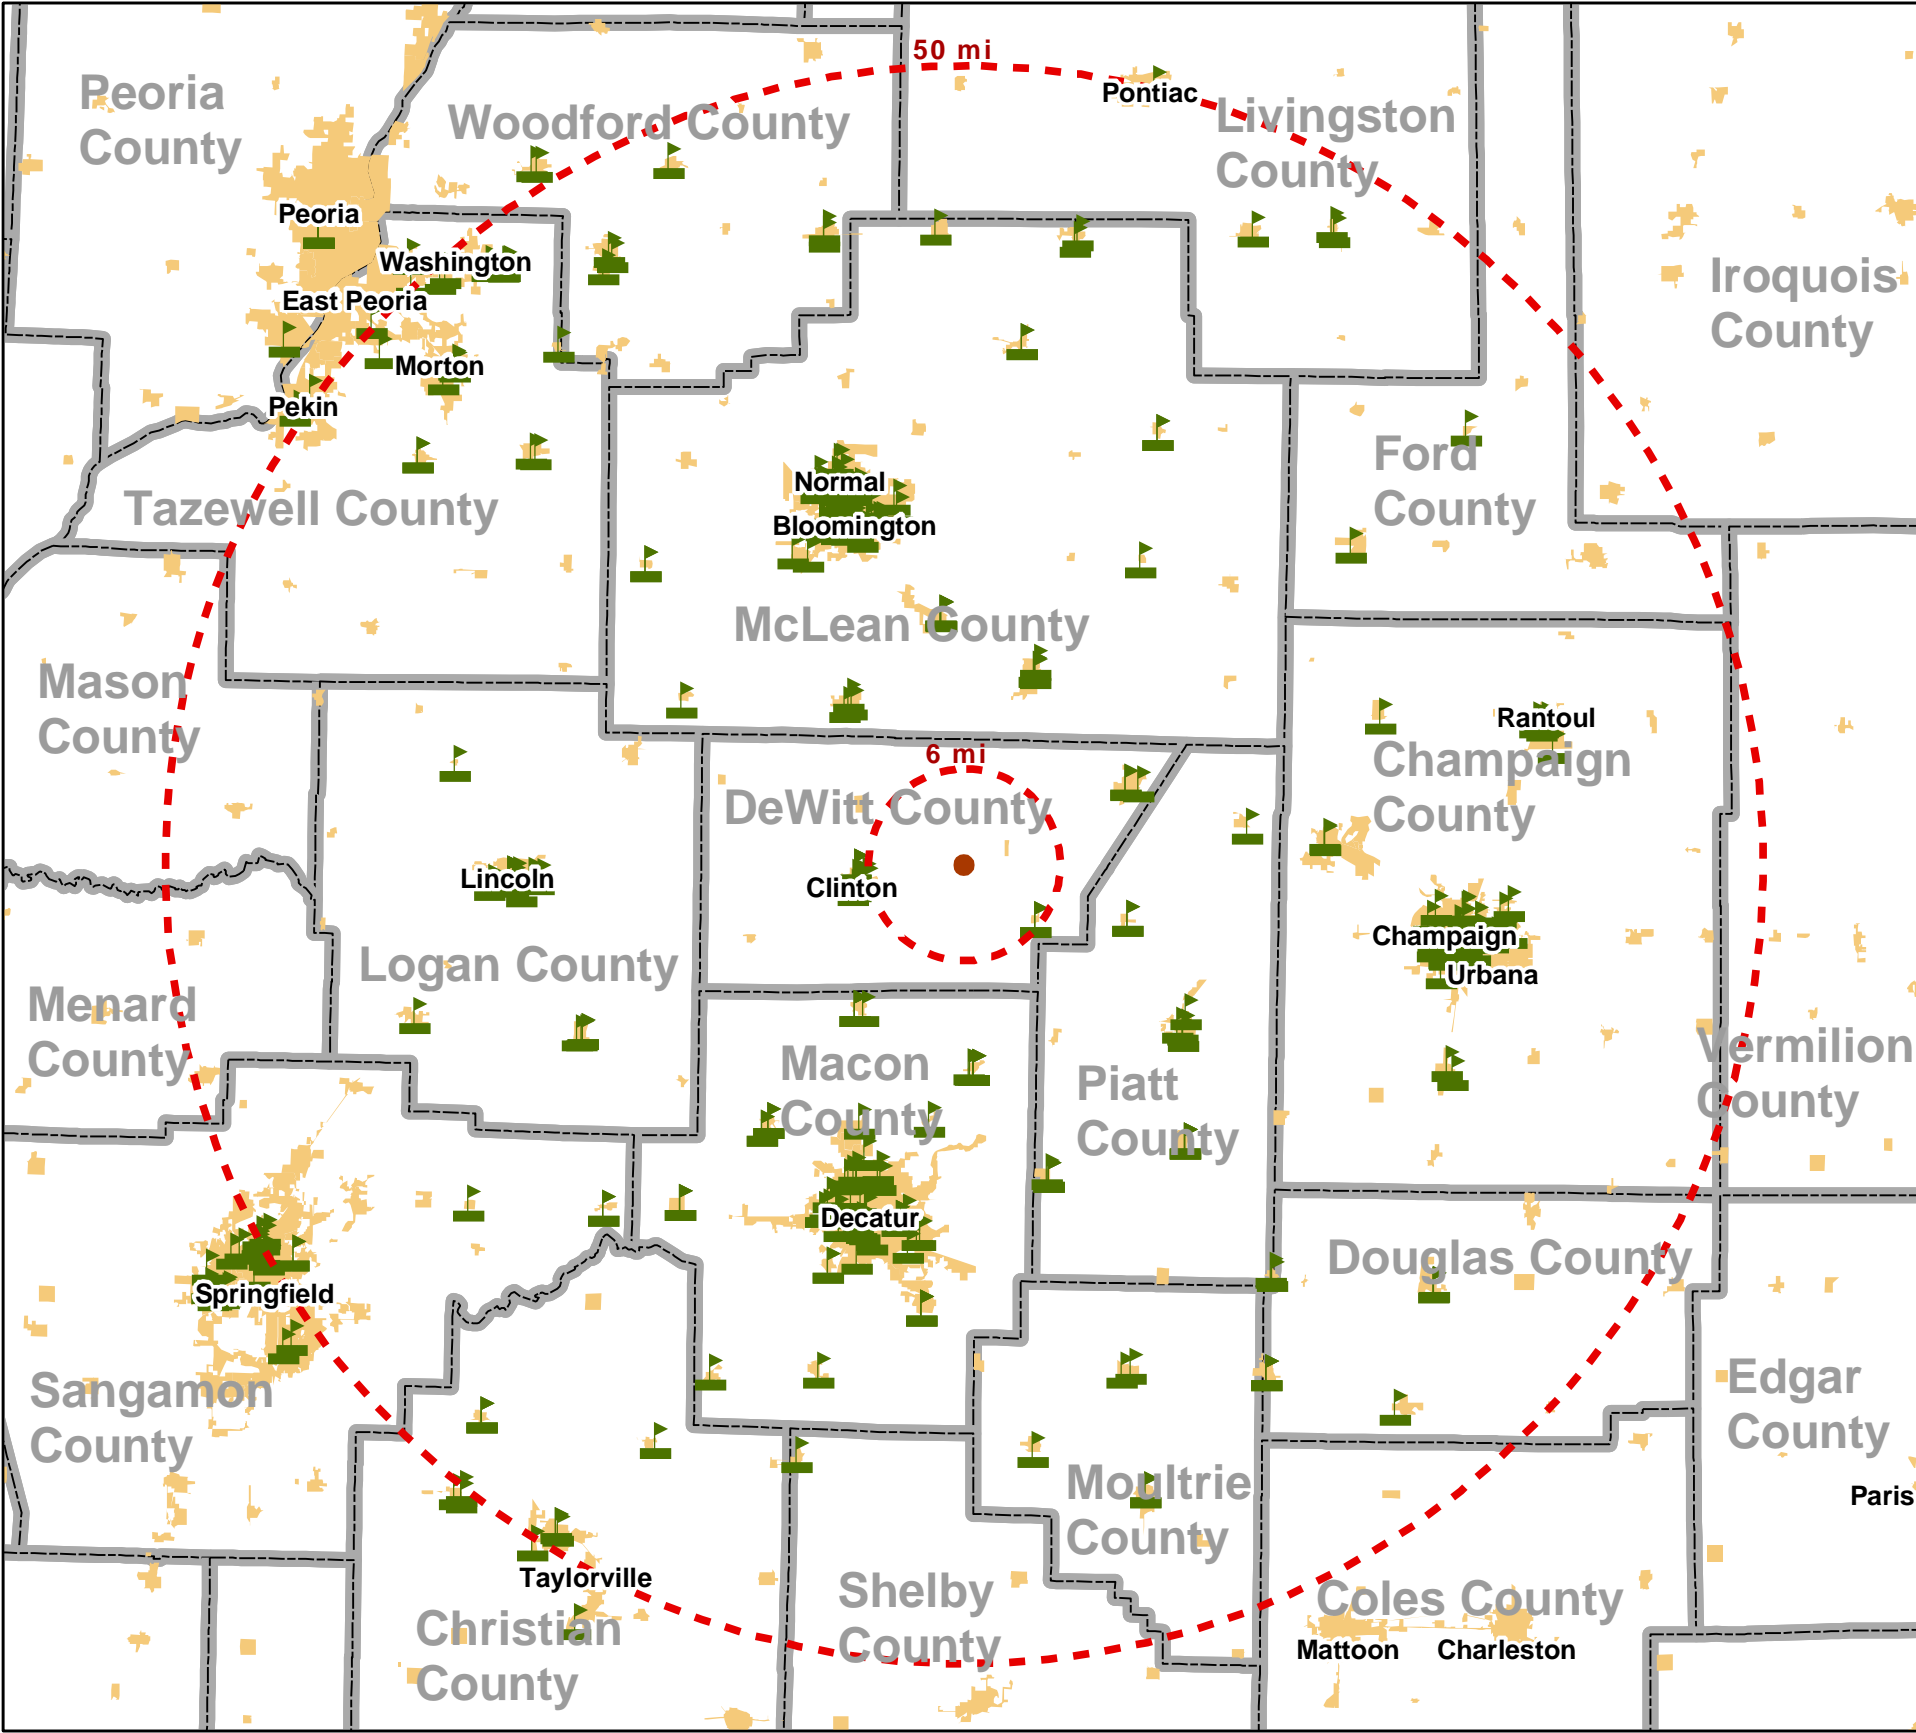 50 mi
Pontiac
Peoria
County
Woodford County
Livingston
County
Peoria
Washington
East Peoria
Iroquois
County
Morton
Pekin
Ford
County
Tazewell County
Normal
Bloomington
McLean County
Mason
County
Rantoul
Champaign
County
6 mi
DeWitt County
Lincoln
Clinton
Champaign
Urbana
Logan County
Menard
County
Macon
County
Piatt
County
Vermilion
County
Decatur
Springfield
Douglas County
Sangamon
County
Edgar
County
Moultrie
County
Paris
Taylorville
Christian
County
Shelby
County
Coles County
Mattoon
Charleston